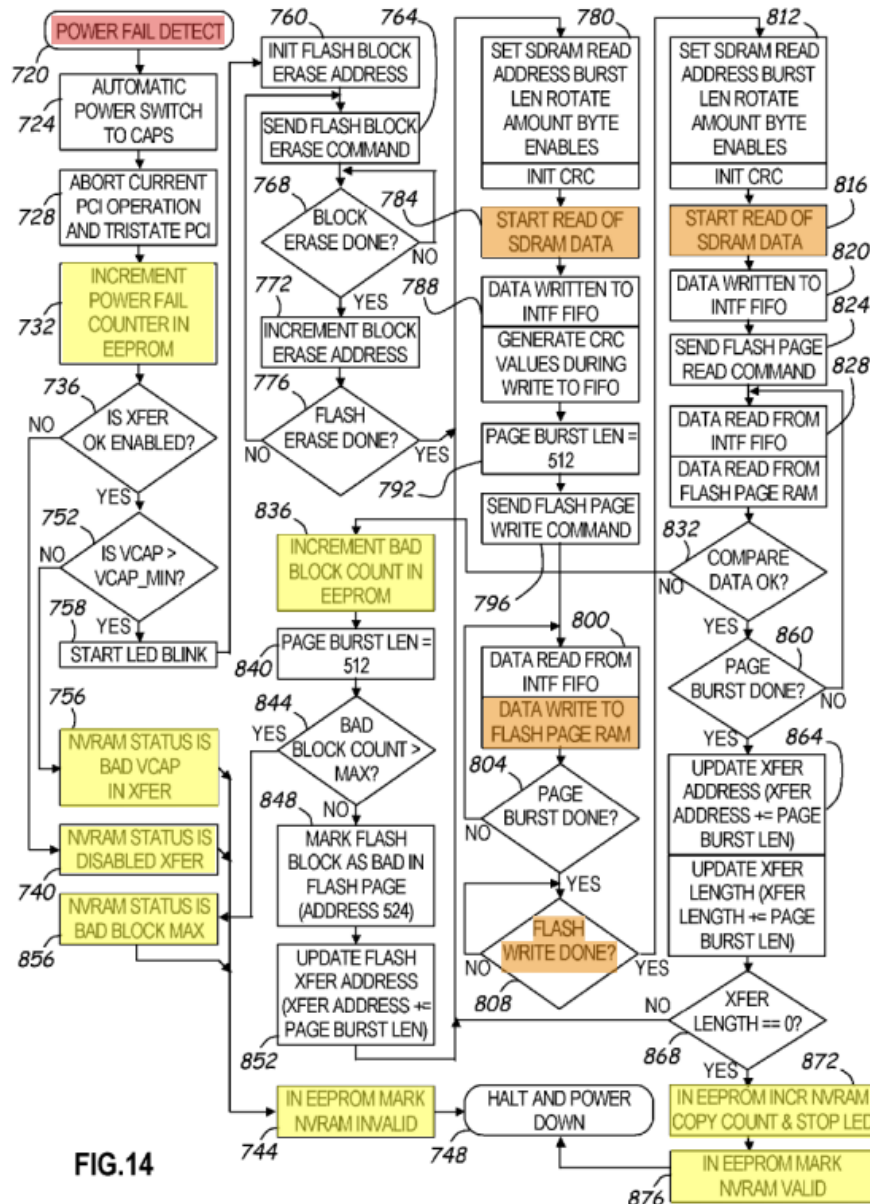 POWER FAIL DETECT
720
AUTOMATIC
POWER SWITCH
TO CAPS
724
ABORT CURRENT
PCI OPERATION
AND TRISTATE PCI
728
INCREMENT
POWER FAIL
COUNTER IN
EEPROM
732
736
IS XFER
OK ENABLED?
NO
YES
752
IS VCAP >
VCAP_MIN?
NO
YES
758
START LED BLINK
756
NVRAM STATUS IS
BAD VCAP
IN XFER
NVRAM STATUS IS
DISABLED XFER
740
NVRAM STATUS IS
BAD BLOCK MAX
856
760
INIT FLASH BLOCK
ERASE ADDRESS
764
SEND FLASH BLOCK
ERASE COMMAND
768
BLOCK
ERASE DONE?
NO
YES
772
INCREMENT BLOCK
ERASE ADDRESS
776
FLASH
ERASE DONE?
NO
YES
836
INCREMENT BAD
BLOCK COUNT IN
EEPROM
PAGE BURST LEN =
512
840
844
BAD
BLOCK COUNT >
MAX?
YES
NO
848
MARK FLASH
BLOCK AS BAD IN
FLASH PAGE
(ADDRESS 524)
UPDATE FLASH
XFER ADDRESS
(XFER ADDRESS +=
PAGE BURST LEN)
852
IN EEPROM MARK
NVRAM INVALID
744
HALT AND POWER
DOWN
748
780
SET SDRAM READ
ADDRESS BURST
LEN ROTATE
AMOUNT BYTE
ENABLES
INIT CRC
784
START READ OF
SDRAM DATA
788
DATA WRITTEN TO
INTF FIFO
GENERATE CRC
VALUES DURING
WRITE TO FIFO
PAGE BURST LEN =
512
792
SEND FLASH PAGE
WRITE COMMAND
796
800
DATA READ FROM
INTF FIFO
DATA WRITE TO
FLASH PAGE RAM
804
PAGE
BURST DONE?
NO
YES
FLASH
WRITE DONE?
NO
YES
808
812
SET SDRAM READ
ADDRESS BURST
LEN ROTATE
AMOUNT BYTE
ENABLES
INIT CRC
816
START READ OF
SDRAM DATA
820
DATA WRITTEN TO
INTF FIFO
824
SEND FLASH PAGE
READ COMMAND
828
DATA READ FROM
INTF FIFO
DATA READ FROM
FLASH PAGE RAM
832
COMPARE
DATA OK?
NO
YES
860
PAGE
BURST DONE?
NO
YES
864
UPDATE XFER
ADDRESS (XFER
ADDRESS += PAGE
BURST LEN)
UPDATE XFER
LENGTH (XFER
LENGTH += PAGE
BURST LEN)
XFER
LENGTH == 0?
NO
868
YES
872
IN EEPROM INCR NVRAM
COPY COUNT & STOP LED
IN EEPROM MARK
NVRAM VALID
876
FIG.14